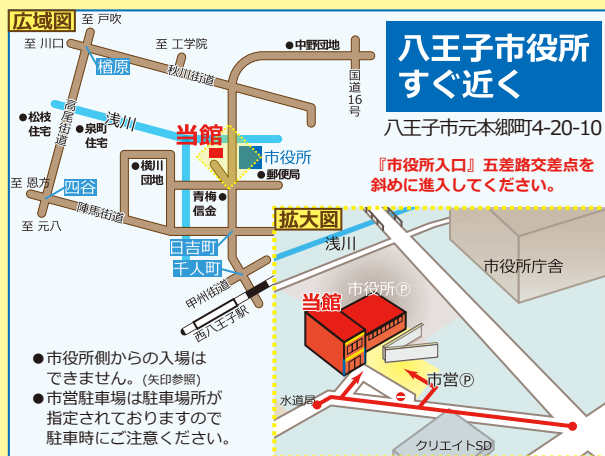 広域図
至 戸吹
至 川口
至 工学院
●中野団地
楢原
秋川街道
国道16号
高尾街道
●松枝住宅
●泉町住宅
浅川
当館
市役所
●郵便局
●横川団地
至 恩方
四谷
青梅信金●
陣馬街道
至 元八
日吉町
千人町
甲州街道
西八王子駅
八王子市役所
すぐ近く
八王子市元本郷町4-20-10
『市役所入口』五差路交差点を
斜めに進入してください。
拡大図
浅川
市役所庁舎
市役所Ⓟ
当館
市営Ⓟ
水道局
クリエイトSD
●市役所側からの入場は
できません。(矢印参照)
●市営駐車場は駐車場所が
指定されておりますので
駐車時にご注意ください。